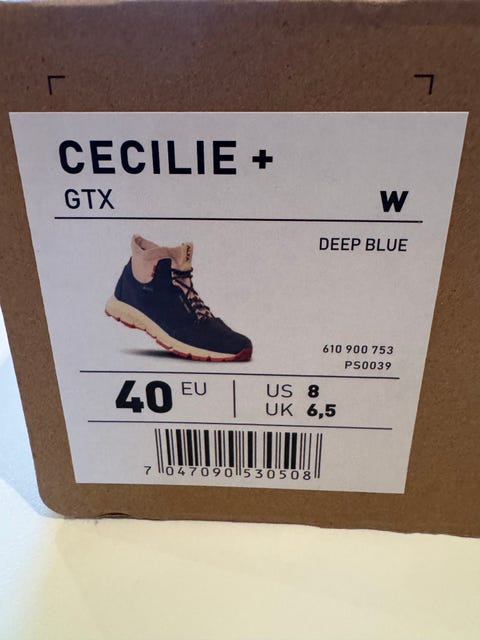 CECILIE +
GTX W
DEEP BLUE
610 900 753
PS0039
40 EU US 8
UK 6,5
7 047090 530508